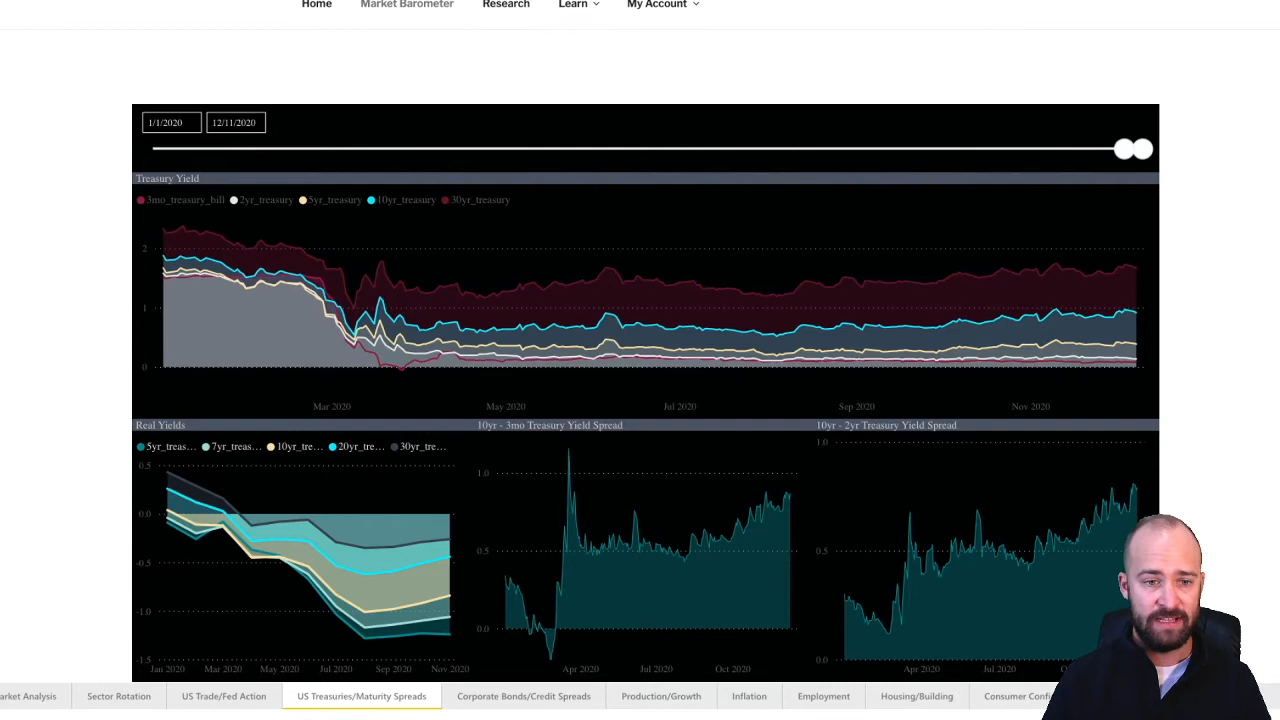 Home Market Barometer Research Learn My Account
1/1/2020 12/11/2020
Treasury Yield
3mo_treasury_bill 2yr_treasury 5yr_treasury 10yr_treasury 30yr_treasury
2
1
0
Mar 2020 May 2020 Jul 2020 Sep 2020 Nov 2020
Real Yields
5yr_treas… 7yr_treas… 10yr_tre… 20yr_tre… 30yr_tre…
0.5
0.0
-0.5
-1.0
-1.5
Jan 2020 Mar 2020 May 2020 Jul 2020 Sep 2020 Nov 2020
10yr - 3mo Treasury Yield Spread
1.0
0.5
0.0
Apr 2020 Jul 2020 Oct 2020
10yr - 2yr Treasury Yield Spread
1.0
0.5
0.0
Apr 2020 Jul 2020
arket Analysis Sector Rotation US Trade/Fed Action US Treasuries/Maturity Spreads Corporate Bonds/Credit Spreads Production/Growth Inflation Employment Housing/Building Consumer Confi